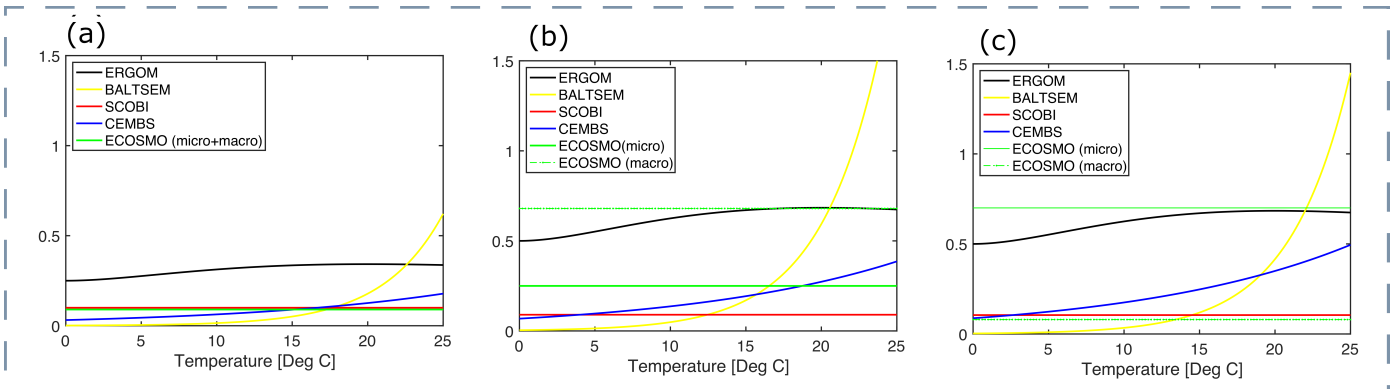 (a)
1.5
1
0.5
0
ERGOM
BALTSEM
SCOBI
CEMBS
ECOSMO (micro+macro)
0 5 10 15 20 25
Temperature [Deg C]
(b)
1.5
1
0.5
0
ERGOM
BALTSEM
SCOBI
CEMBS
ECOSMO(micro)
ECOSMO (macro)
0 5 10 15 20 25
Temperature [Deg C]
(c)
1.5
1
0.5
0
ERGOM
BALTSEM
SCOBI
CEMBS
ECOSMO (micro)
ECOSMO (macro)
0 5 10 15 20 25
Temperature [Deg C]